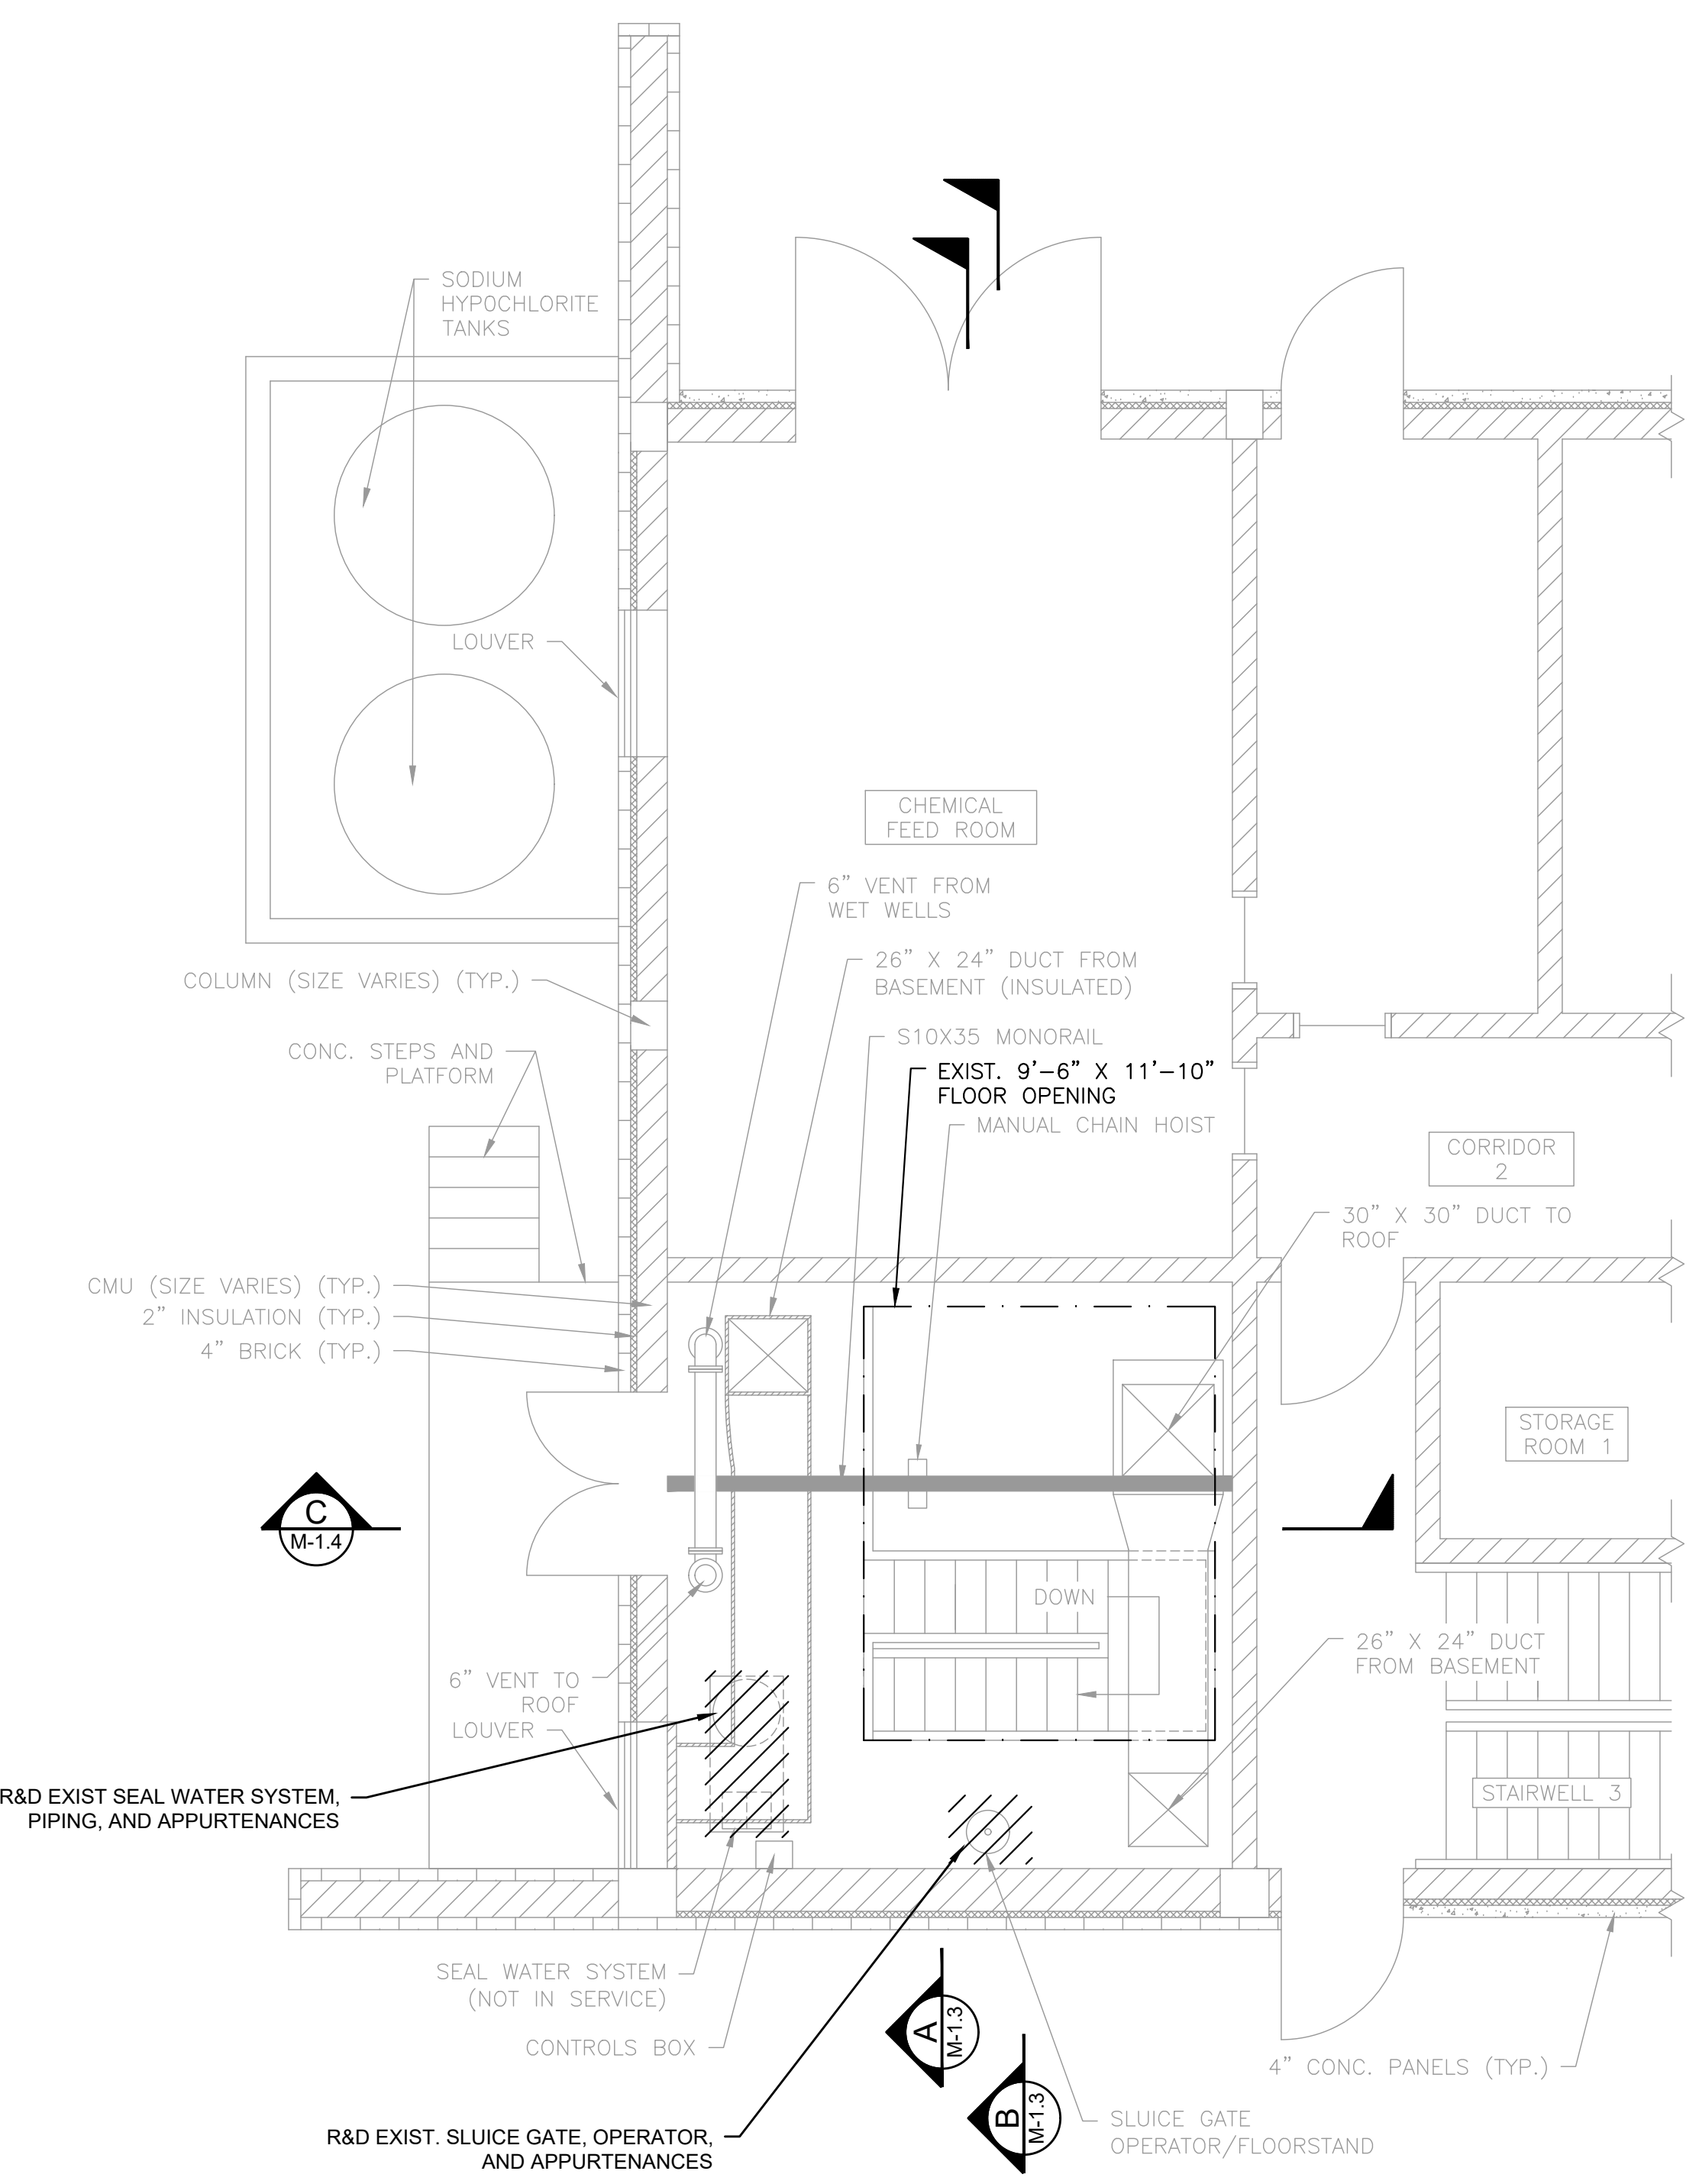 SODIUM
HYPOCHLORITE
TANKS
LOUVER
CHEMICAL
FEED ROOM
6” VENT FROM
WET WELLS
26” X 24” DUCT FROM
BASEMENT (INSULATED)
COLUMN (SIZE VARIES) (TYP.)
S10X35 MONORAIL
CONC. STEPS AND
PLATFORM
EXIST. 9’–6” X 11’–10”
FLOOR OPENING
MANUAL CHAIN HOIST
CORRIDOR
2
30” X 30” DUCT TO
ROOF
CMU (SIZE VARIES) (TYP.)
2” INSULATION (TYP.)
4” BRICK (TYP.)
STORAGE
ROOM 1
C
M-1.4
DOWN
26” X 24” DUCT
FROM BASEMENT
6” VENT TO
ROOF
LOUVER
R&D EXIST SEAL WATER SYSTEM,
PIPING, AND APPURTENANCES
STAIRWELL 3
SEAL WATER SYSTEM
(NOT IN SERVICE)
CONTROLS BOX
A
M-1.3
B
M-1.3
4” CONC. PANELS (TYP.)
SLUICE GATE
OPERATOR/FLOORSTAND
R&D EXIST. SLUICE GATE, OPERATOR,
AND APPURTENANCES